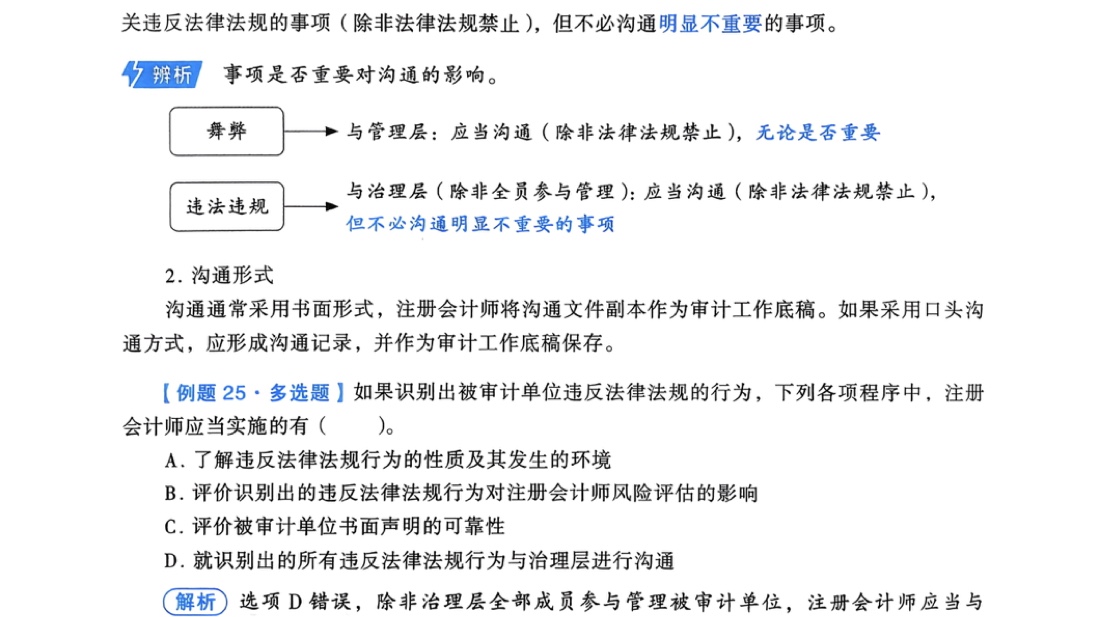 关违反法律法规的事项（除非法律法规禁止），但不必沟通明显不重要的事项。
辨析 事项是否重要对沟通的影响。
舞弊
与管理层：应当沟通（除非法律法规禁止），无论是否重要
违法违规
与治理层（除非全员参与管理）：应当沟通（除非法律法规禁止），
但不必沟通明显不重要的事项
2. 沟通形式
沟通通常采用书面形式，注册会计师将沟通文件副本作为审计工作底稿。如果采用口头沟
通方式，应形成沟通记录，并作为审计工作底稿保存。
【例题 25·多选题】如果识别出被审计单位违反法律法规的行为，下列各项程序中，注册
会计师应当实施的有（　　）。
A. 了解违反法律法规行为的性质及其发生的环境
B. 评价识别出的违反法律法规行为对注册会计师风险评估的影响
C. 评价被审计单位书面声明的可靠性
D. 就识别出的所有违反法律法规行为与治理层进行沟通
解析 选项 D 错误，除非治理层全部成员参与管理被审计单位，注册会计师应当与